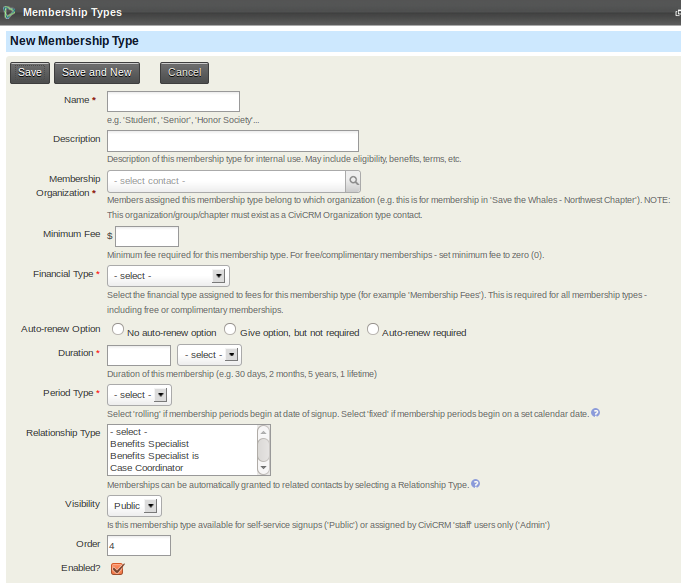 Membership Types
New Membership Type
Save Save and New Cancel
Name *
e.g. 'Student', 'Senior', 'Honor Society'...
Description
Description of this membership type for internal use. May include eligibility, benefits, terms, etc.
Membership Organization * - select contact -
Members assigned this membership type belong to which organization (e.g. this is for membership in 'Save the Whales - Northwest Chapter'). NOTE:
This organization/group/chapter must exist as a CiviCRM Organization type contact.
Minimum Fee $
Minimum fee required for this membership type. For free/complimentary memberships - set minimum fee to zero (0).
Financial Type * - select -
Select the financial type assigned to fees for this membership type (for example 'Membership Fees'). This is required for all membership types -
including free or complimentary memberships.
Auto-renew Option No auto-renew option Give option, but not required Auto-renew required
Duration * - select -
Duration of this membership (e.g. 30 days, 2 months, 5 years, 1 lifetime)
Period Type * - select -
Select 'rolling' if membership periods begin at date of signup. Select 'fixed' if membership periods begin on a set calendar date. ?
Relationship Type - select -
Benefits Specialist
Benefits Specialist is
Case Coordinator
Memberships can be automatically granted to related contacts by selecting a Relationship Type. ?
Visibility Public
Is this membership type available for self-service signups ('Public') or assigned by CiviCRM 'staff' users only ('Admin')
Order 4
Enabled?